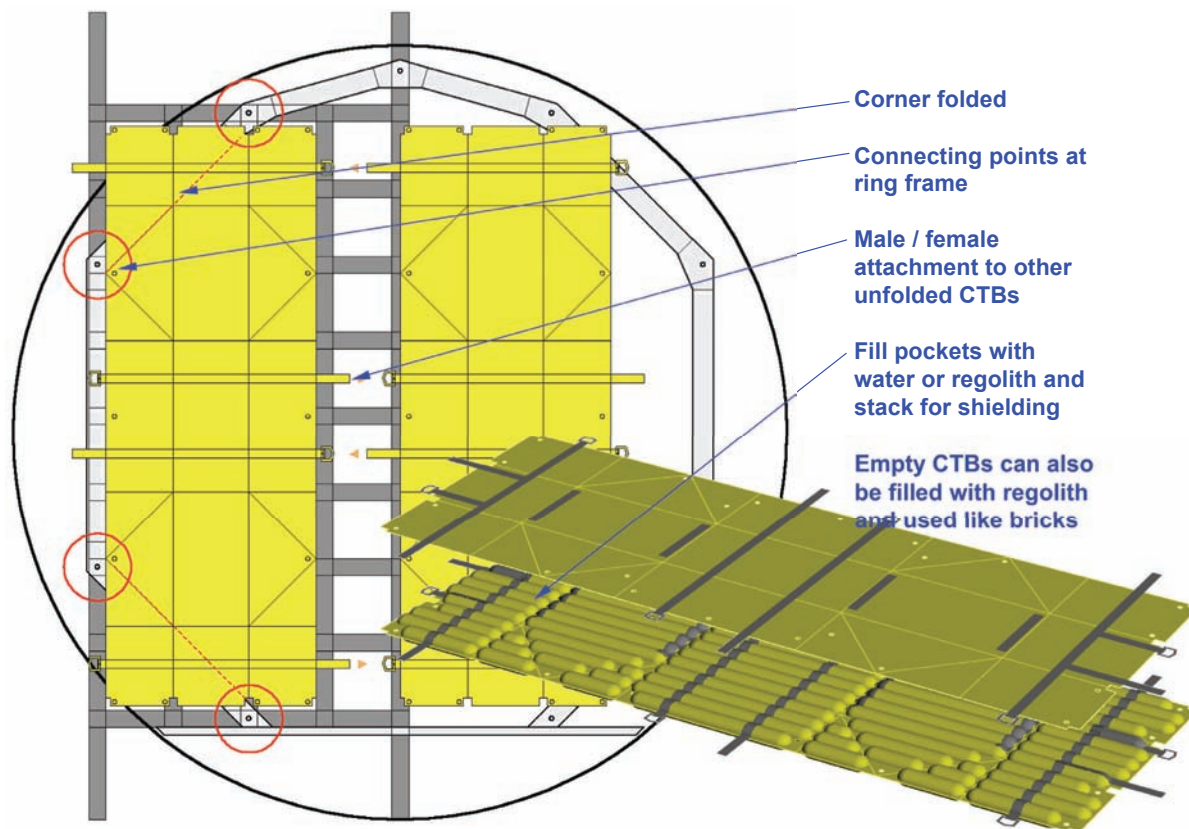 Corner folded
Connecting points at
ring frame
Male / female
attachment to other
unfolded CTBs
Fill pockets with
water or regolith and
stack for shielding
Empty CTBs can also
be filled with regolith
and used like bricks